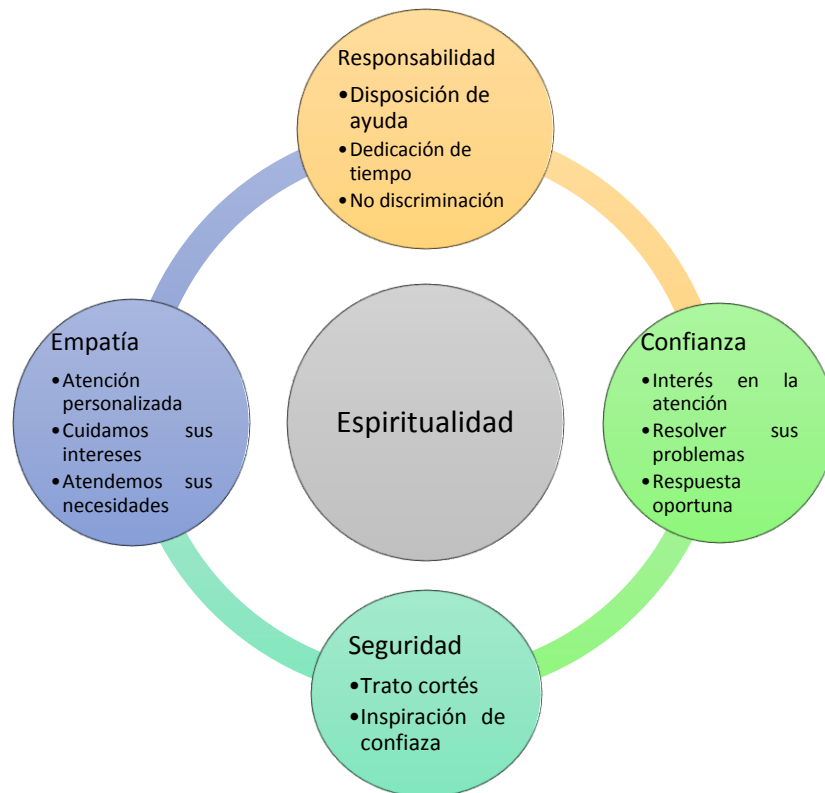 Responsabilidad
•Disposición de
ayuda
•Dedicación de
tiempo
•No discriminación
Empatía
•Atención
personalizada
•Cuidamos sus
intereses
•Atendemos sus
necesidades
Espiritualidad
Confianza
•Interés en la
atención
•Resolver sus
problemas
•Respuesta
oportuna
Seguridad
•Trato cortés
•Inspiración de
confiaza